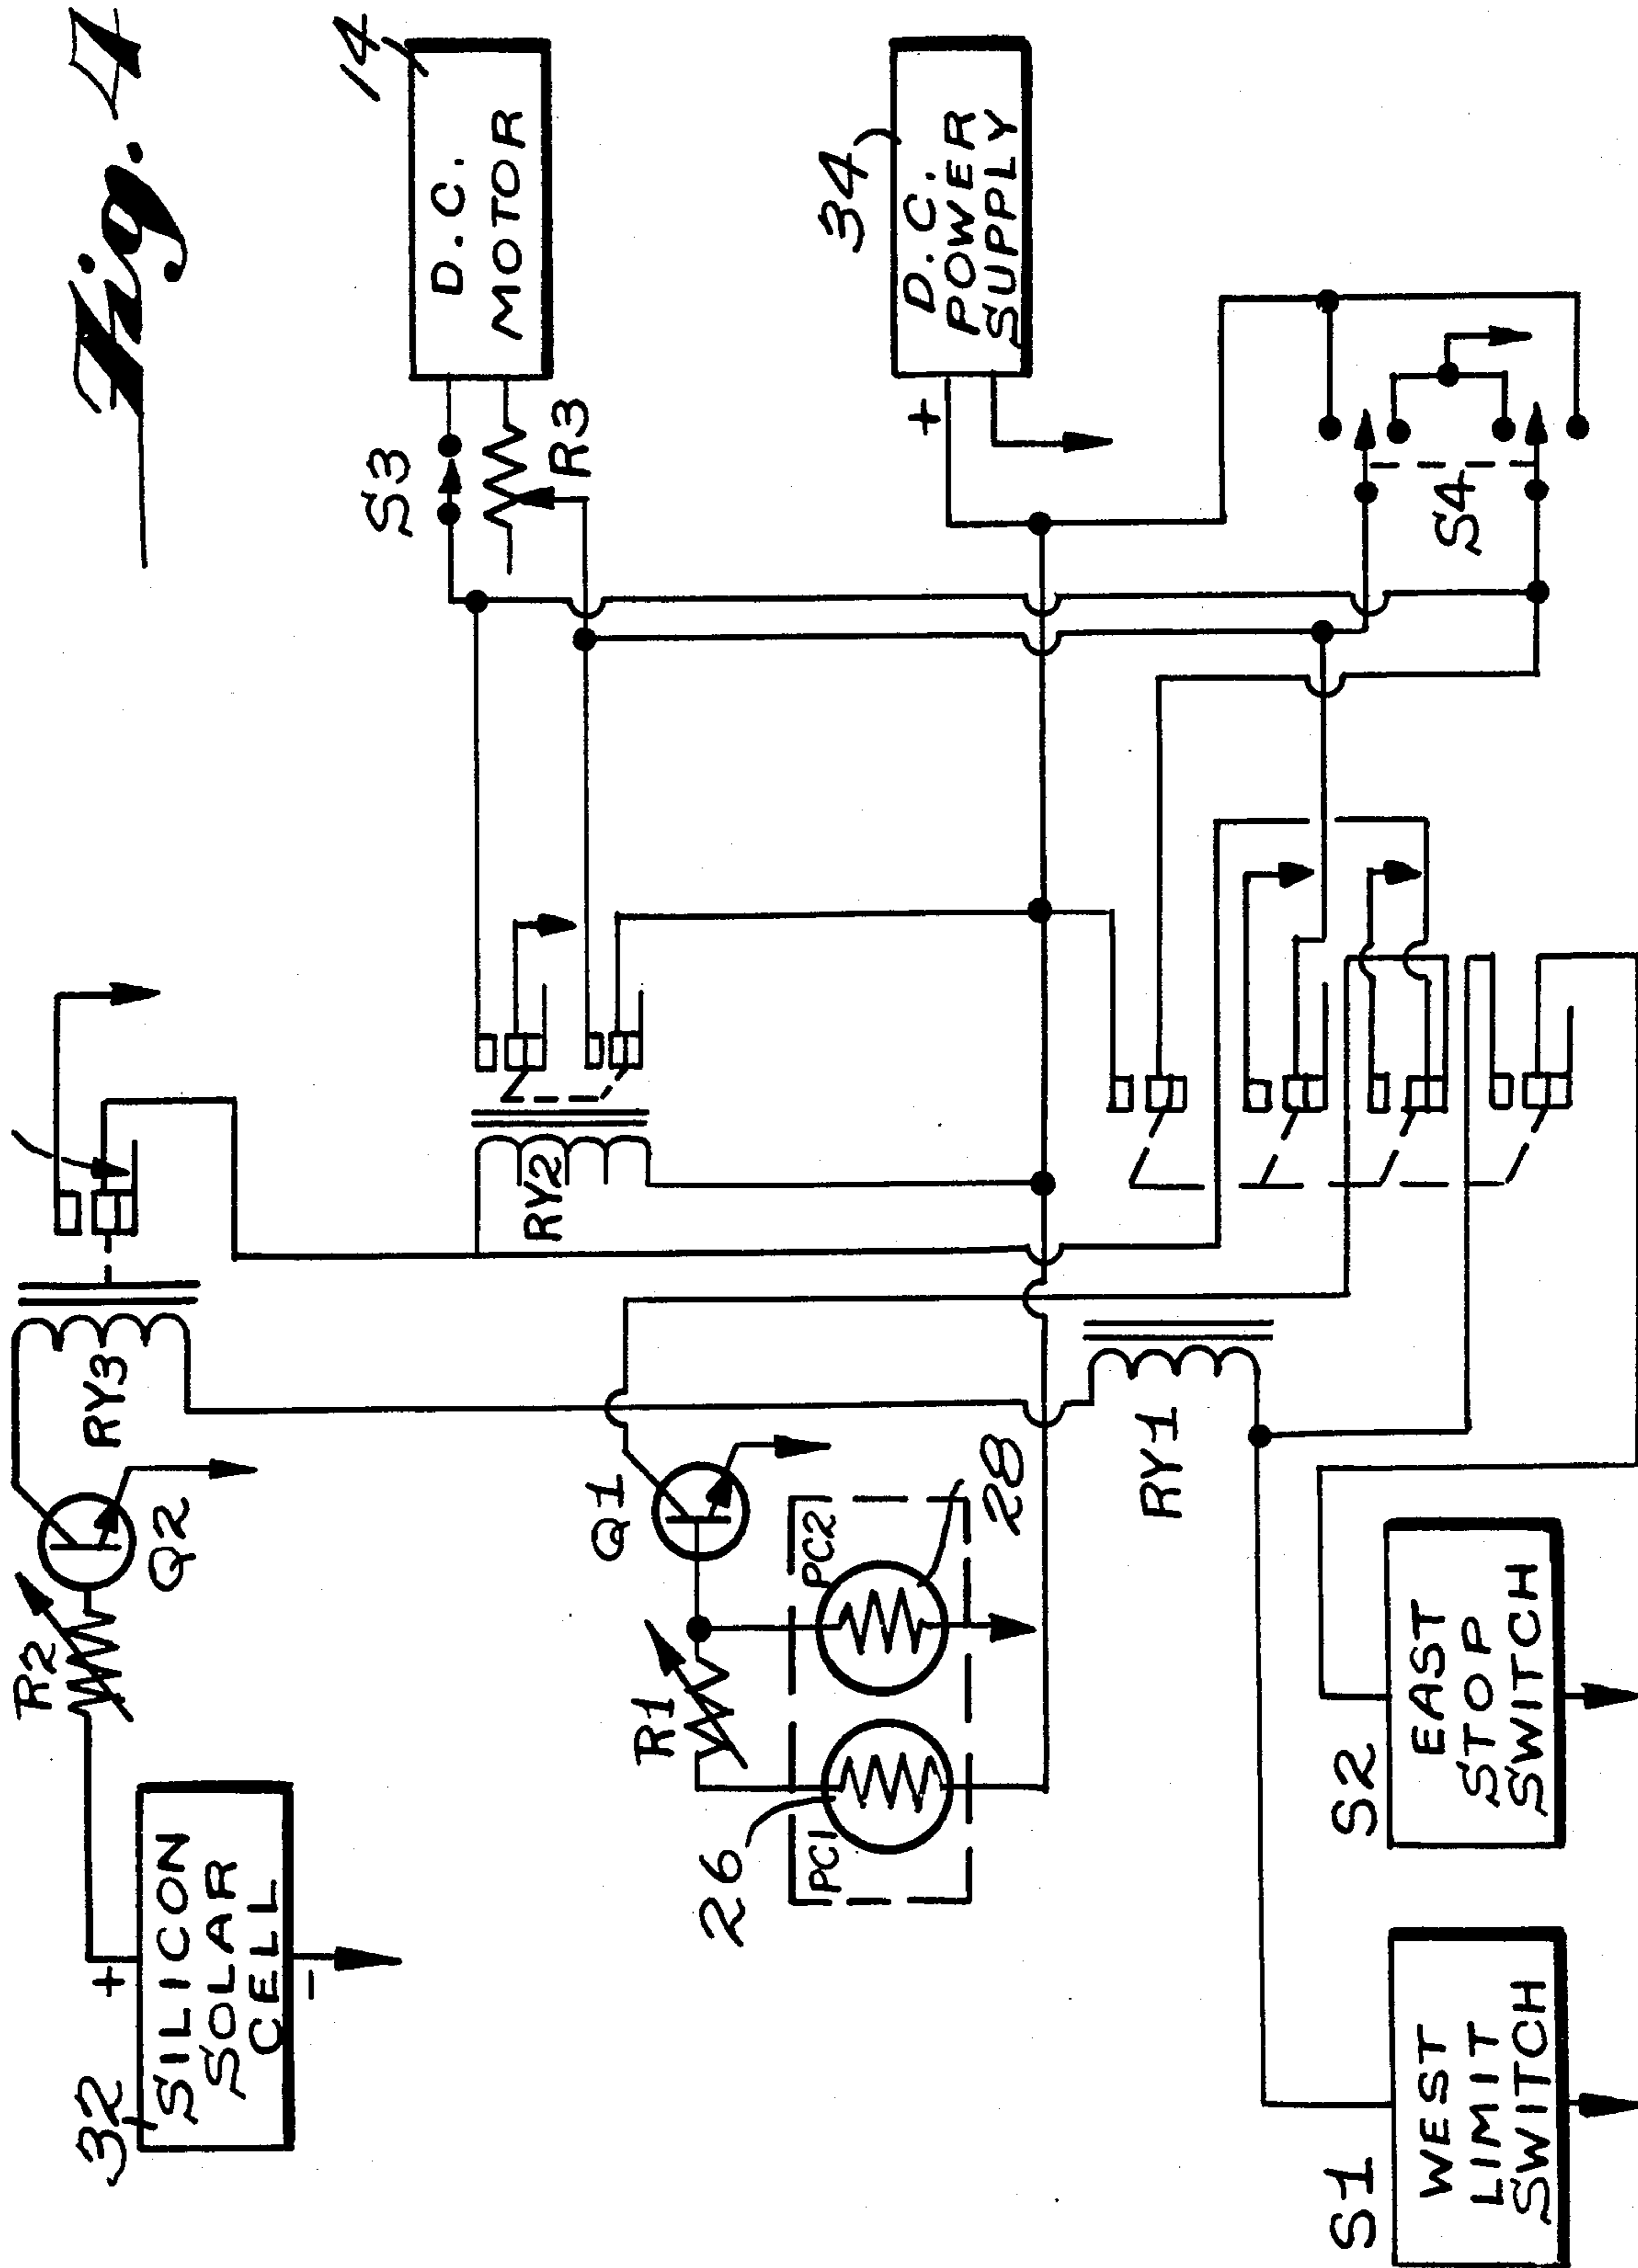 Fig. 4
14
D.C.
MOTOR
S3
R3
34
D.C.
POWER
SUPPLY
+
S4
RY2
RY3
Q2
R2
32
SILICON
SOLAR
CELL
+
−
Q1
R1
PC2
28
PC1
26
RY1
S2
EAST
STOP
SWITCH
S1
WEST
LIMIT
SWITCH